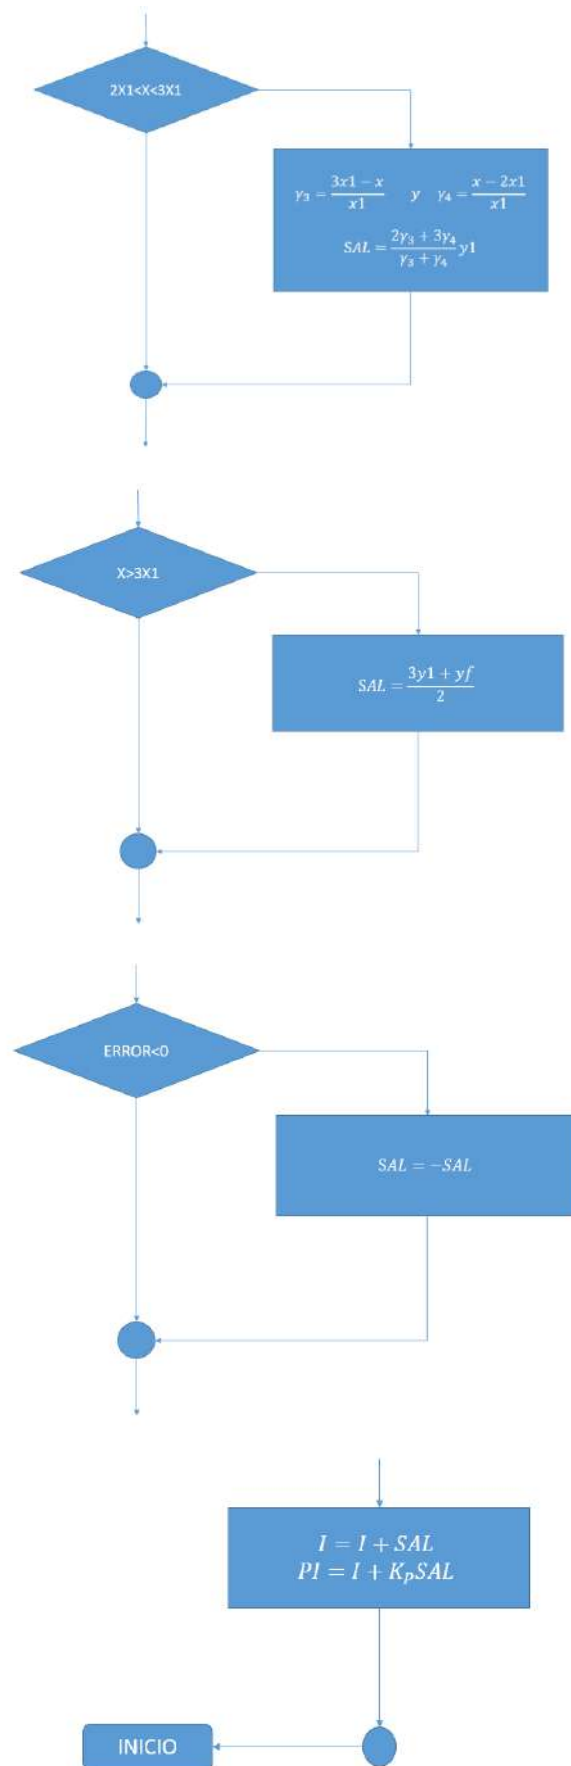 2X1<X<3X1
γ₃ = (3x1 − x)/x1 y γ₄ = (x − 2x1)/x1
SAL = (2γ₃ + 3γ₄)/(γ₃ + γ₄) y1
X>3X1
SAL = (3y1 + yf)/2
ERROR<0
SAL = −SAL
I = I + SAL
PI = I + KₚSAL
INICIO